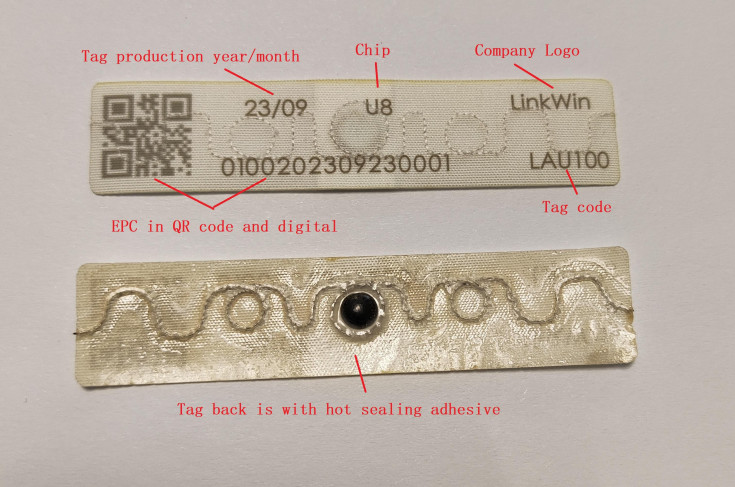 Tag production year/month
Chip
Company Logo
23/09
U8
LinkWin
0100202309230001
LAU100
EPC in QR code and digital
Tag code
Tag back is with hot sealing adhesive